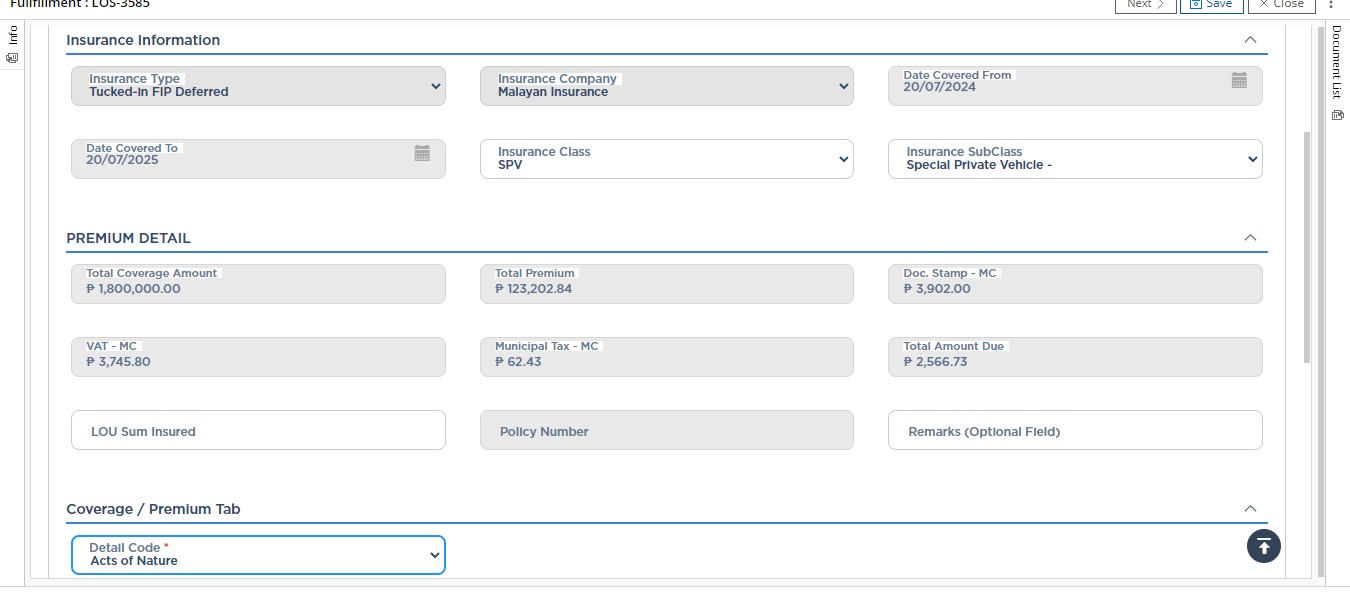 Fullfillment : LOS-3585
Next
Save
Close
Info
Document List
Insurance Information
Insurance Type
Tucked-In FIP Deferred
Insurance Company
Malayan Insurance
Date Covered From
20/07/2024
Date Covered To
20/07/2025
Insurance Class
SPV
Insurance SubClass
Special Private Vehicle -
PREMIUM DETAIL
Total Coverage Amount
₱ 1,800,000.00
Total Premium
₱ 123,202.84
Doc. Stamp - MC
₱ 3,902.00
VAT - MC
₱ 3,745.80
Municipal Tax - MC
₱ 62.43
Total Amount Due
₱ 2,566.73
LOU Sum Insured
Policy Number
Remarks (Optional Field)
Coverage / Premium Tab
Detail Code *
Acts of Nature